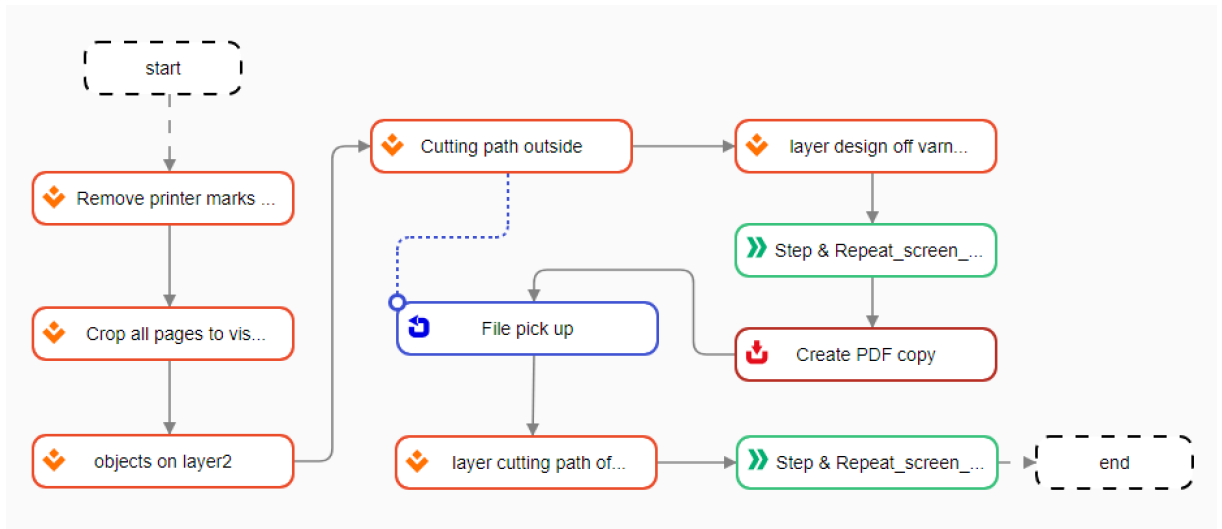 start
Remove printer marks ...
Crop all pages to vis...
objects on layer2
Cutting path outside
layer design off varn...
Step & Repeat_screen_...
Create PDF copy
File pick up
layer cutting path of...
Step & Repeat_screen_...
end